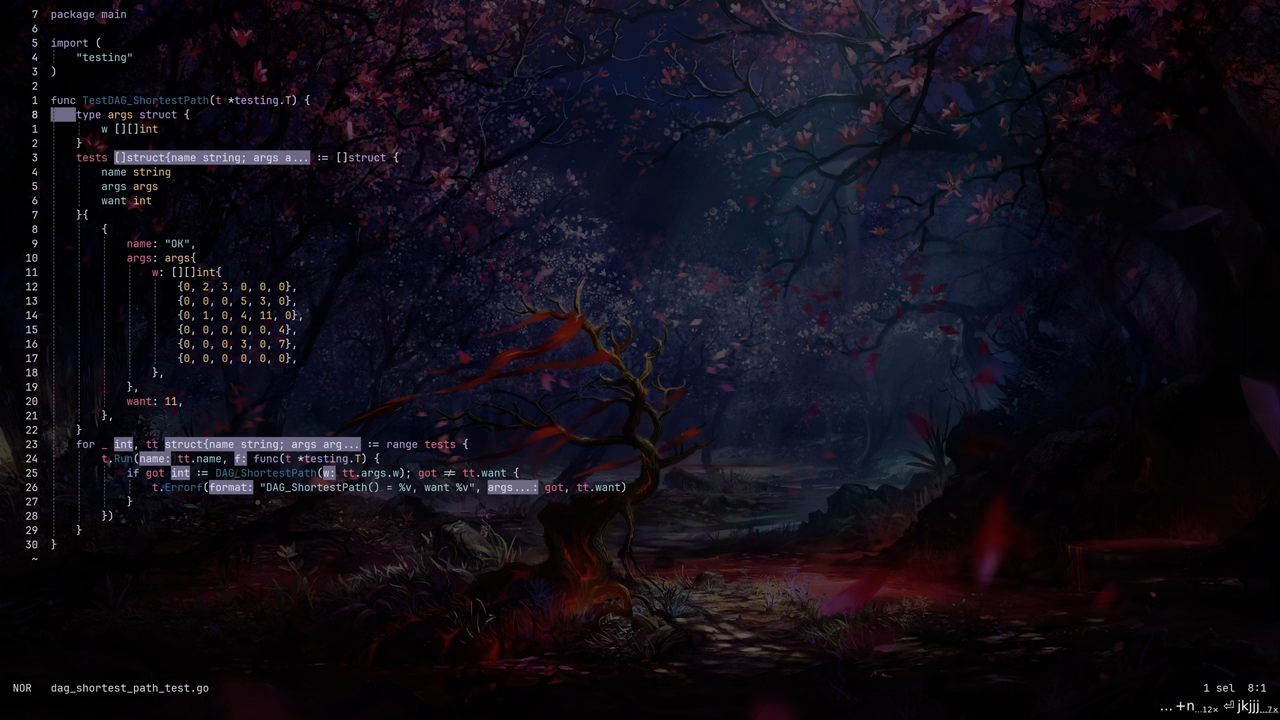 7 package main
6
5 import (
4     "testing"
3 )
2
1 func TestDAG_ShortestPath(t *testing.T) {
8     type args struct {
1         w [][]int
2     }
3     tests []struct{name string; args a... := []struct {
4         name string
5         args args
6         want int
7     }{
8         {
9             name: "OK",
10             args: args{
11                 w: [][]int{
12                     {0, 2, 3, 0, 0, 0},
13                     {0, 0, 0, 5, 3, 0},
14                     {0, 1, 0, 4, 11, 0},
15                     {0, 0, 0, 0, 0, 4},
16                     {0, 0, 0, 3, 0, 7},
17                     {0, 0, 0, 0, 0, 0},
18                 },
19             },
20             want: 11,
21         },
22     }
23     for _ int, tt struct{name string; args arg... := range tests {
24         t.Run(name: tt.name, f: func(t *testing.T) {
25             if got int := DAG_ShortestPath(w: tt.args.w); got ≠ tt.want {
26                 t.Errorf(format: "DAG_ShortestPath() = %v, want %v", args...: got, tt.want)
27             }
28         })
29     }
30 }
~
NOR dag_shortest_path_test.go 1 sel 8:1
... +n...12× ⏎ jkjjj...7×